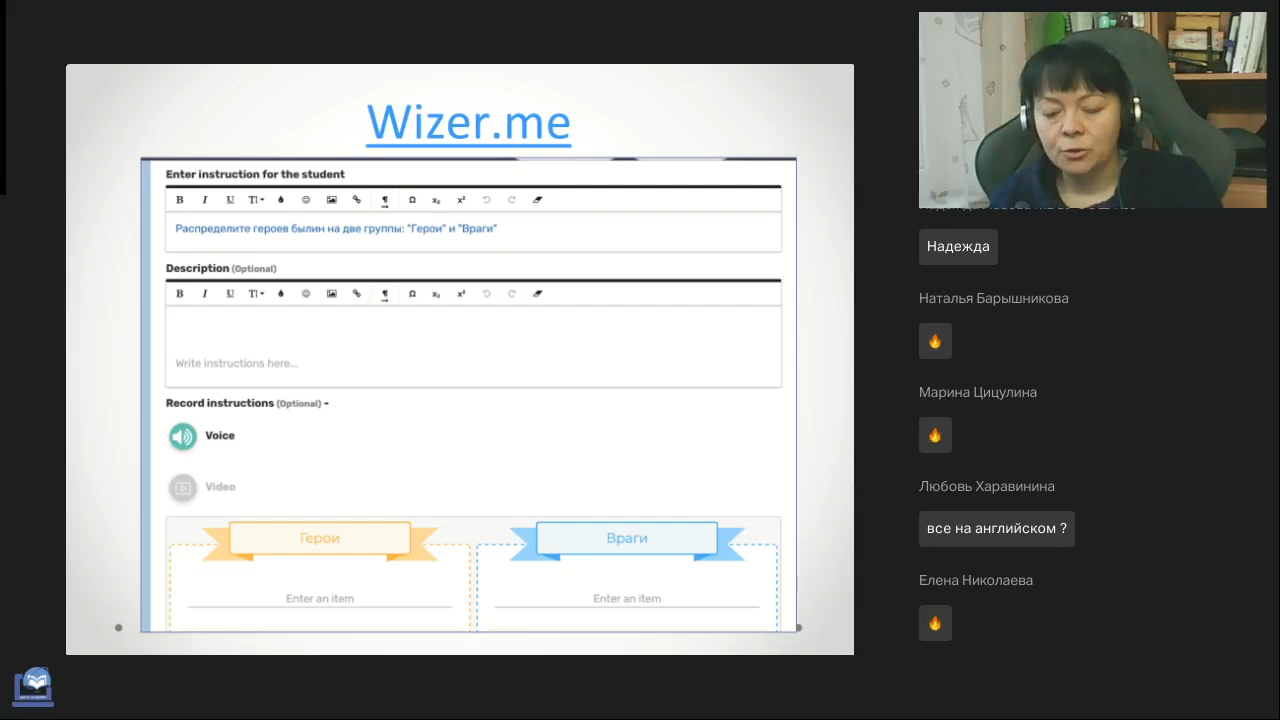 Wizer.me
Enter instruction for the student
Распределите героев былин на две группы: "Герои" и "Враги"
Description (Optional)
Write instructions here...
Record instructions (Optional) -
Voice
Video
Герои
Враги
Enter an item
Enter an item
Надежда
Наталья Барышникова
Марина Цицулина
Любовь Харавинина
все на английском ?
Елена Николаева